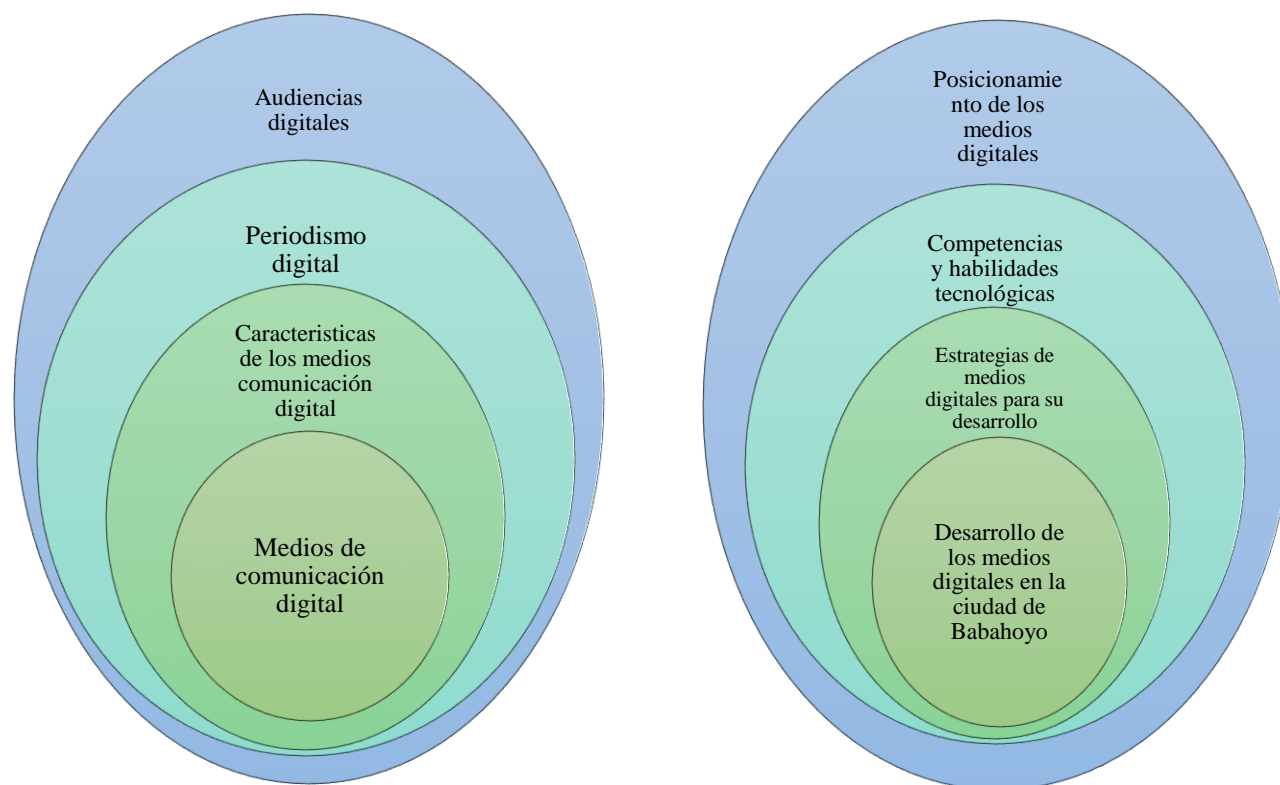 Audiencias
digitales
Periodismo
digital
Caracteristicas
de los medios
comunicación
digital
Medios de
comunicación
digital
Posicionamie
nto de los
medios
digitales
Competencias
y habilidades
tecnológicas
Estrategias de
medios
digitales para su
desarrollo
Desarrollo de
los medios
digitales en la
ciudad de
Babahoyo